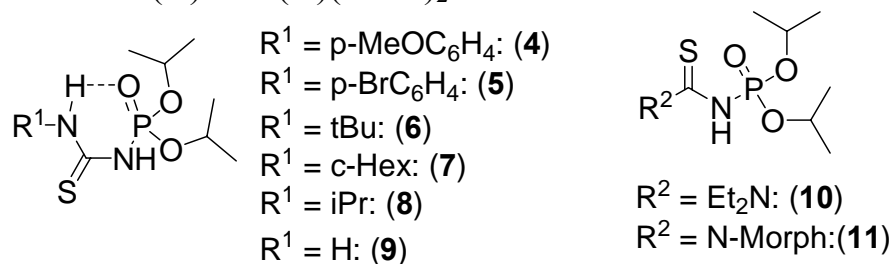 H
O
O
R¹
N
P
NH
O
S
R¹ = p-MeOC₆H₄: (4)
R¹ = p-BrC₆H₄: (5)
R¹ = tBu: (6)
R¹ = c-Hex: (7)
R¹ = iPr: (8)
R¹ = H: (9)
S
O
O
R²
N
H
P
O
R² = Et₂N: (10)
R² = N-Morph:(11)